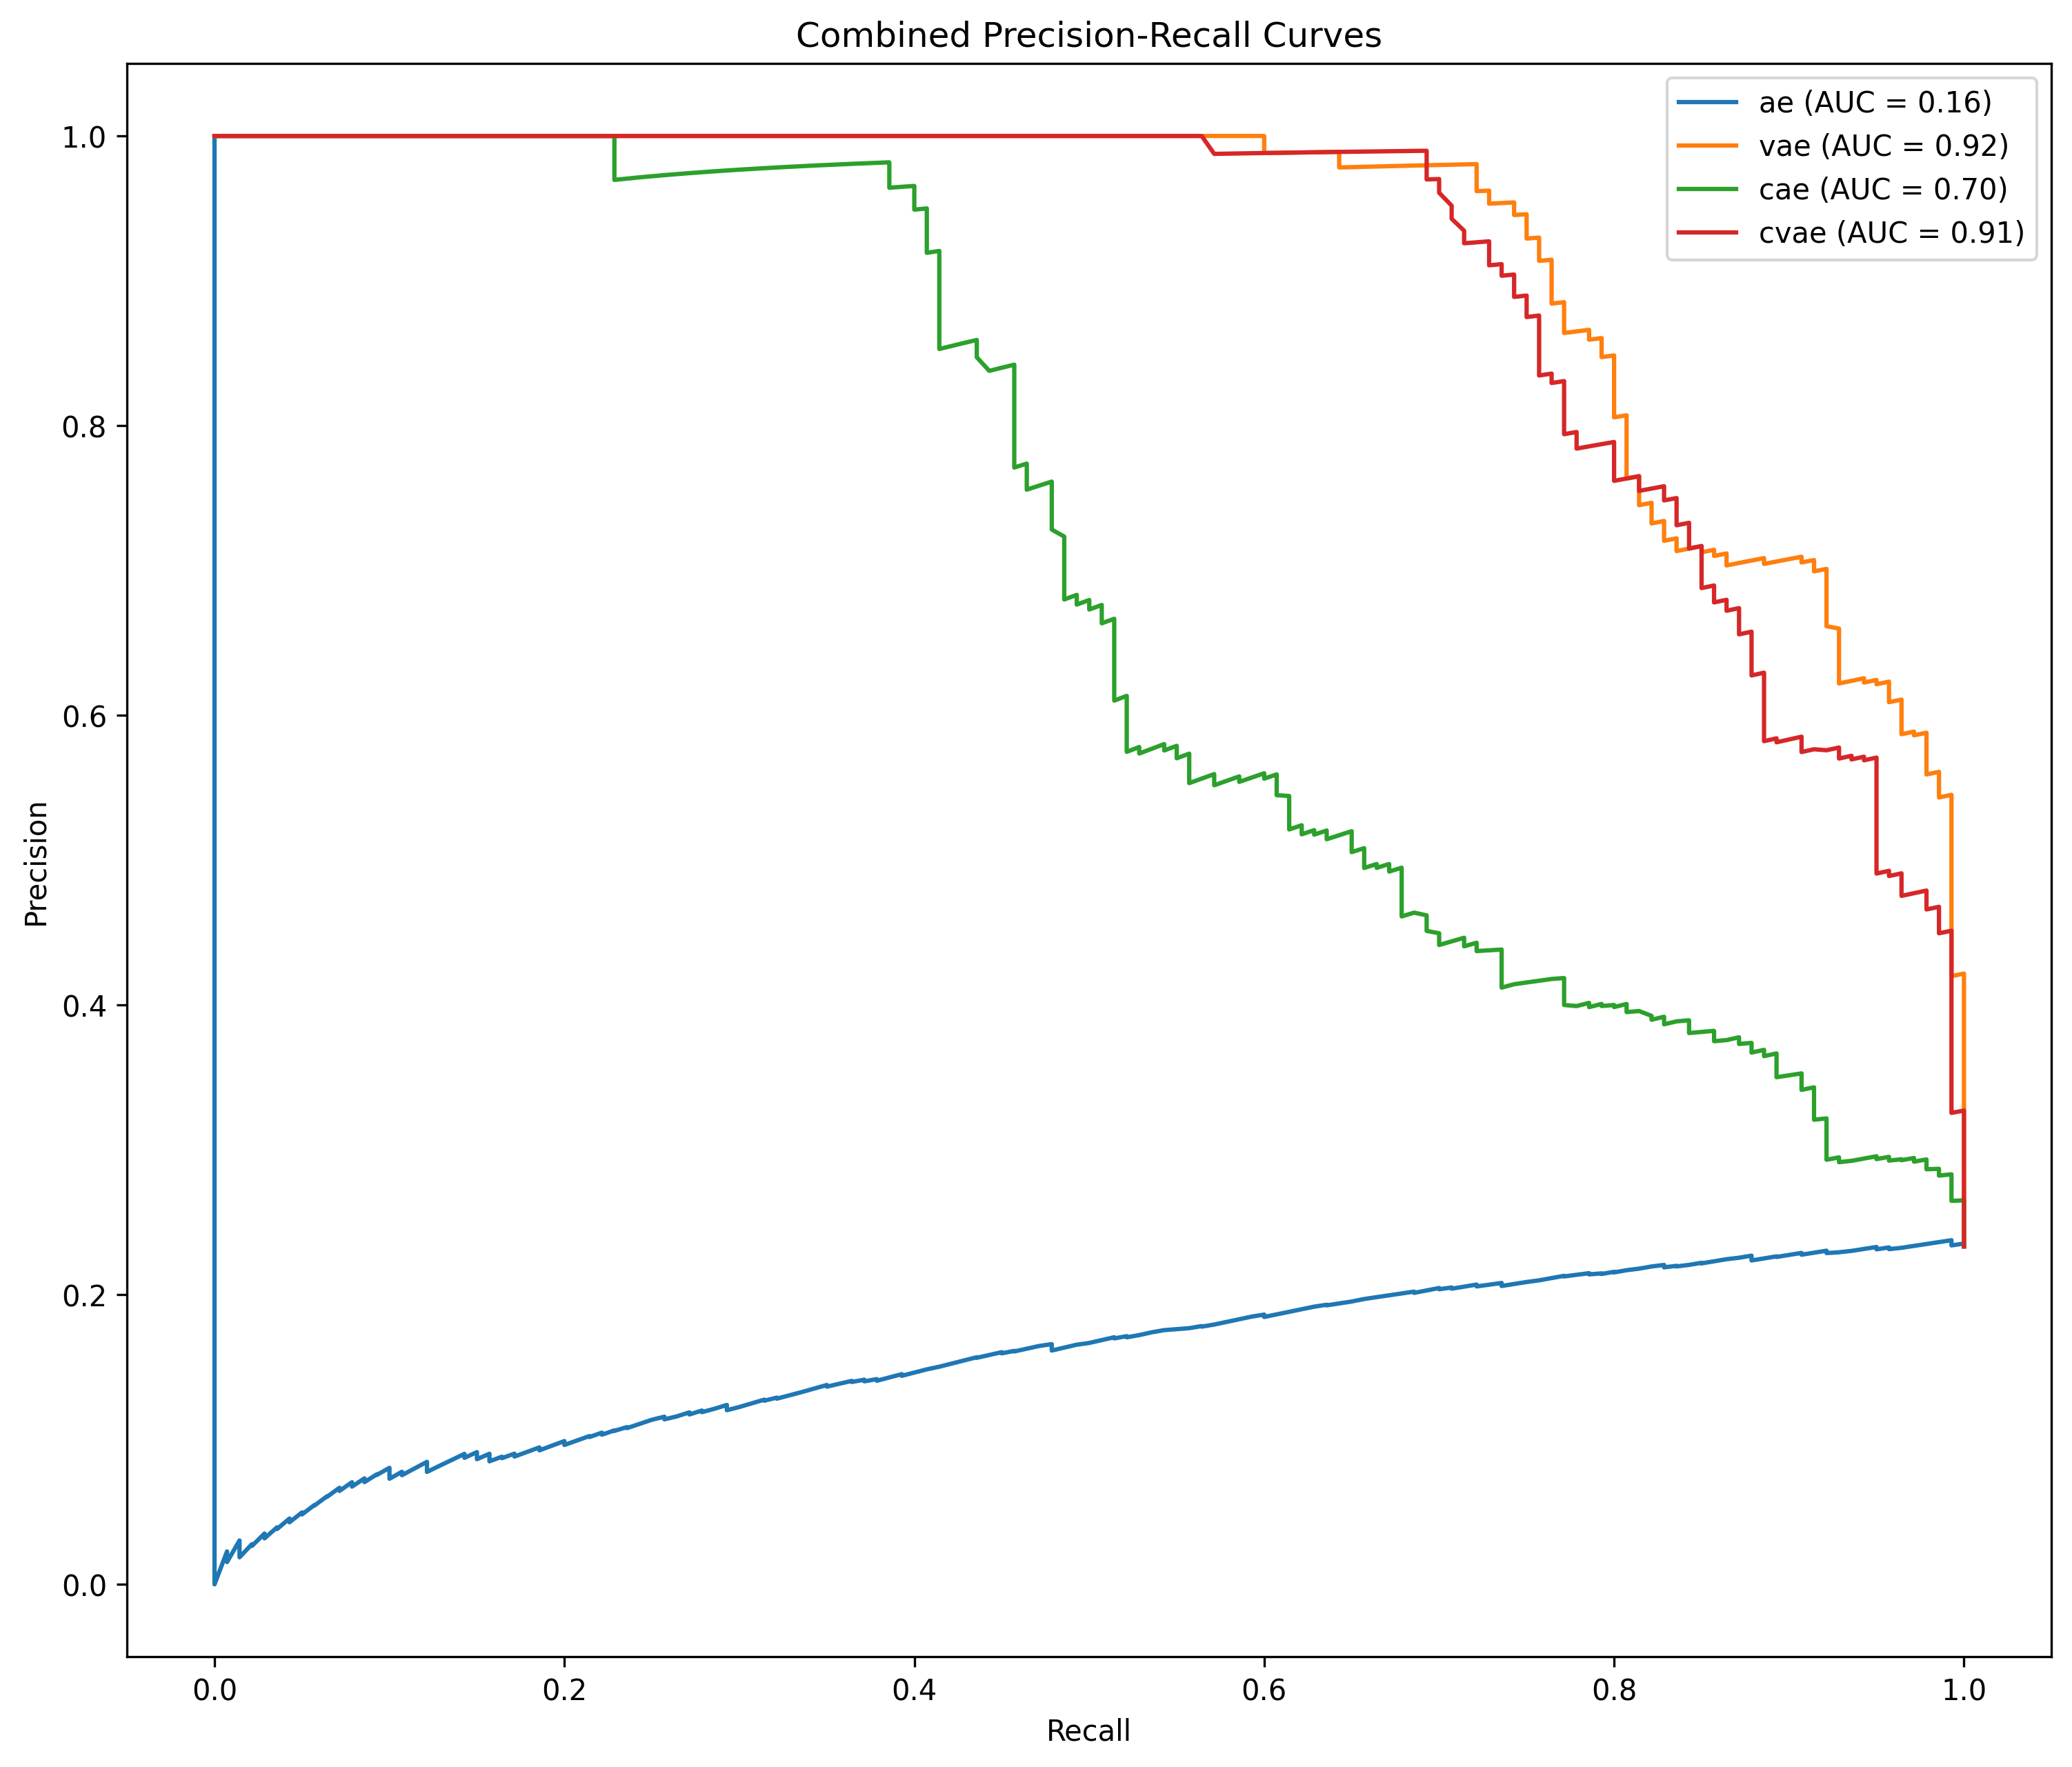 Combined Precision-Recall Curves
ae (AUC = 0.16)
vae (AUC = 0.92)
cae (AUC = 0.70)
cvae (AUC = 0.91)
1.0
0.8
0.6
0.4
0.2
0.0
Precision
0.0 0.2 0.4 0.6 0.8 1.0
Recall